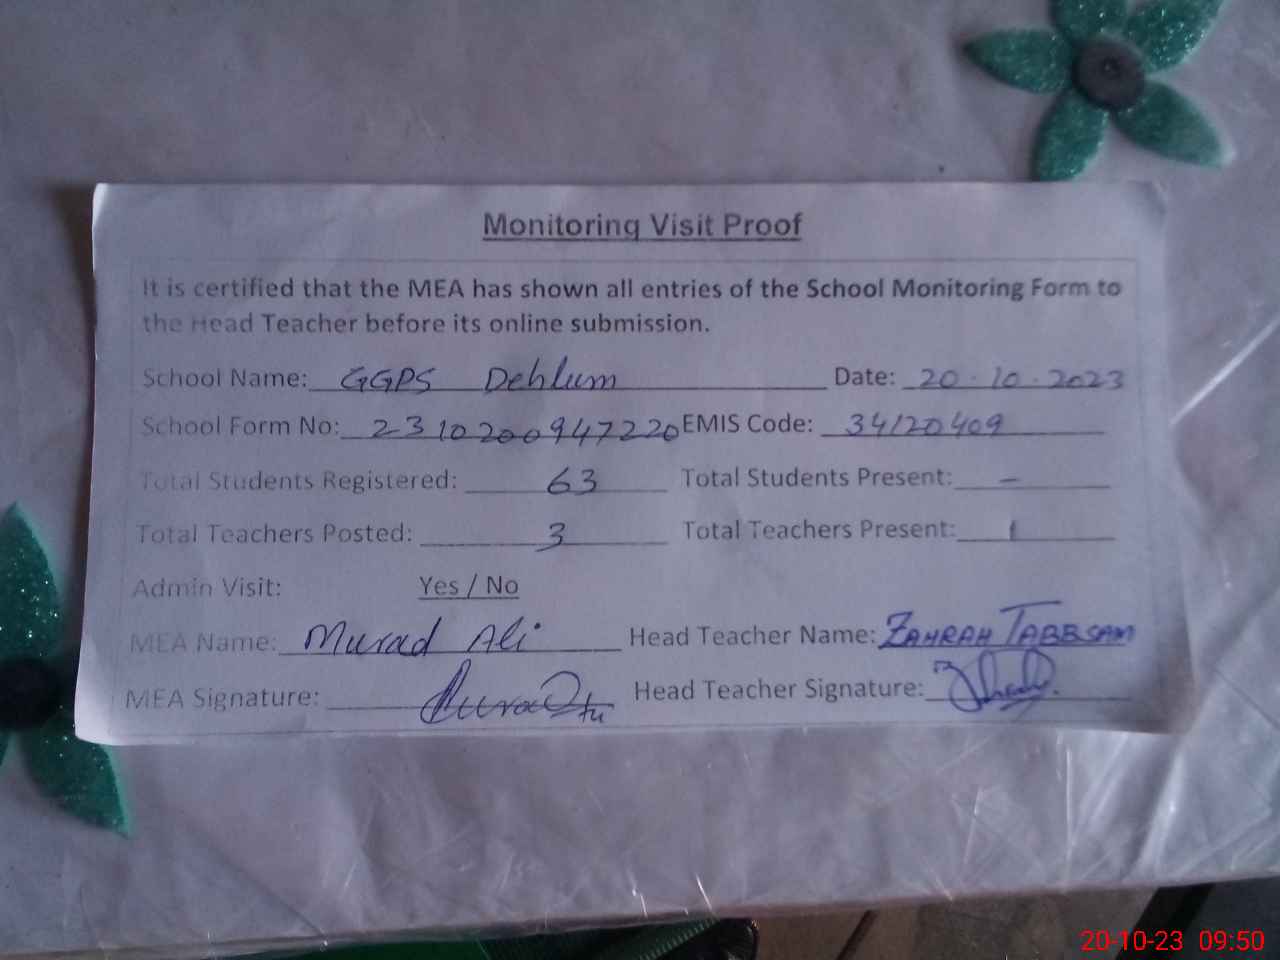 Monitoring Visit Proof
It is certified that the MEA has shown all entries of the School Monitoring Form to
the Head Teacher before its online submission.
School Name: GGPS Dehlum Date: 20.10.2023
School Form No: 2310200947220 EMIS Code: 34120409
Total Students Registered: 63 Total Students Present: -
Total Teachers Posted: 3 Total Teachers Present: 1
Admin Visit: Yes / No
MEA Name: Murad Ali Head Teacher Name: ZAHRAH TABBSAM
MEA Signature: Head Teacher Signature:
20-10-23 09:50